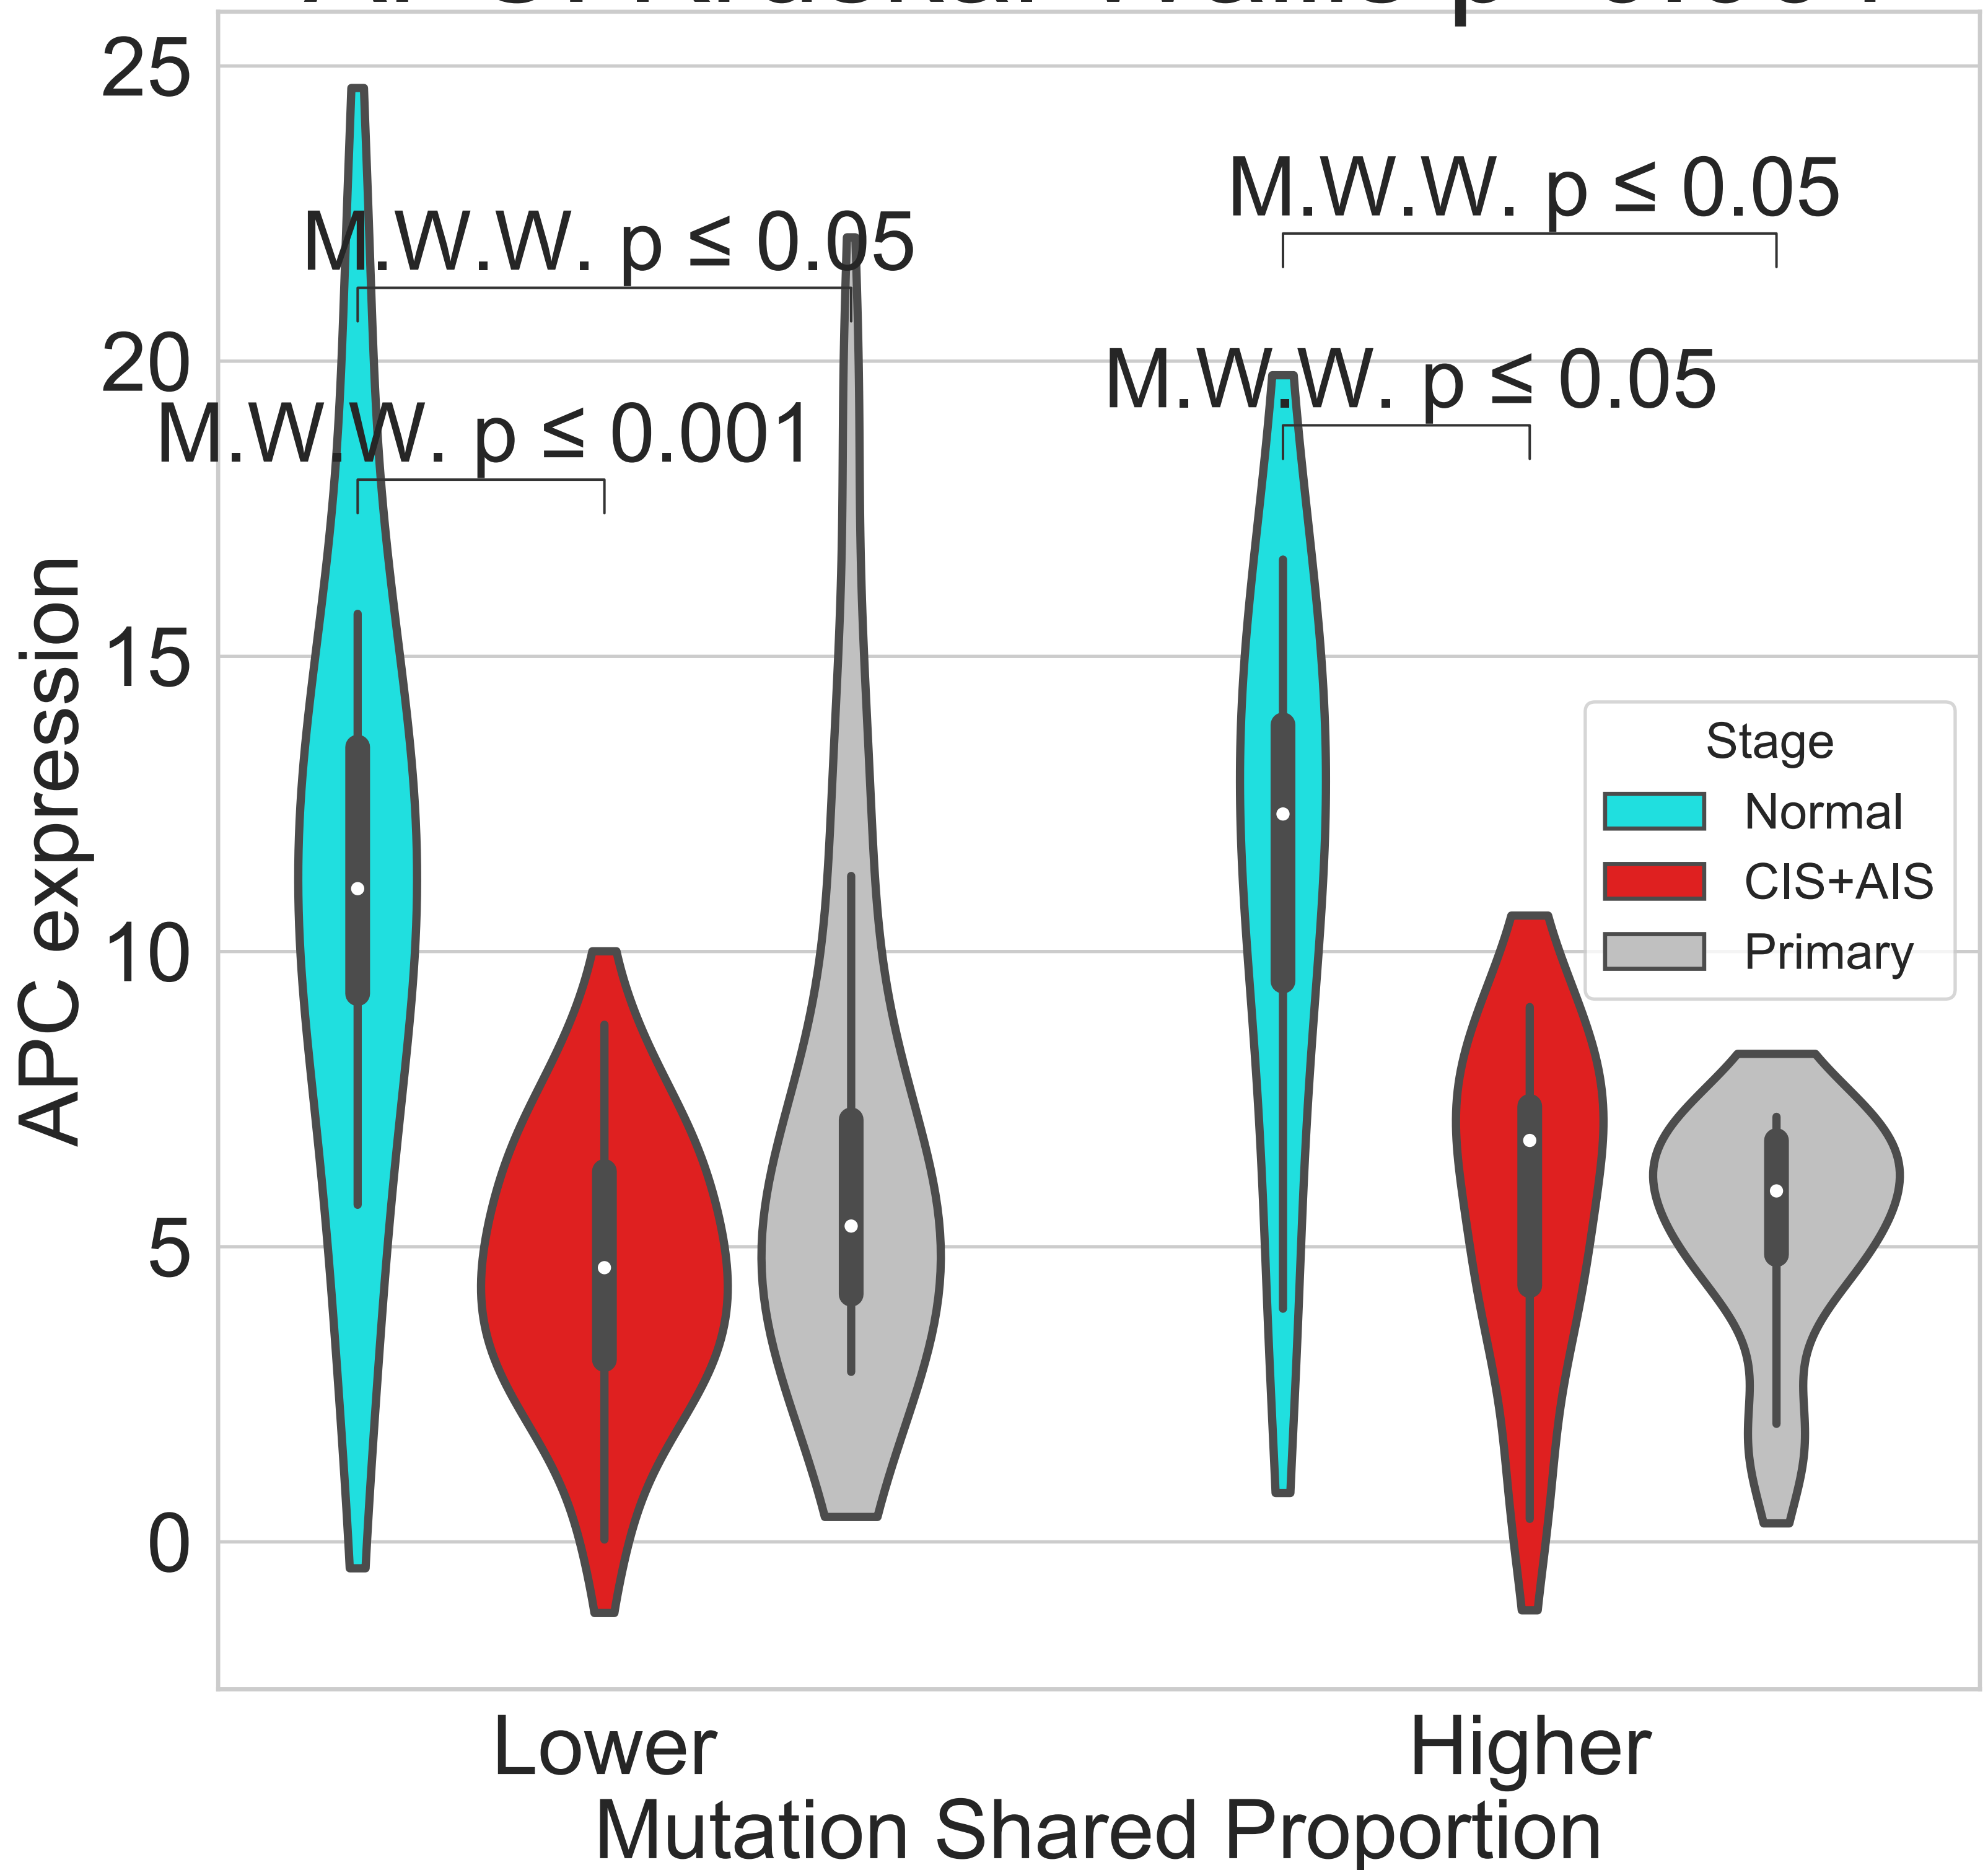 25
20
15
10
5
0
APC expression
M.W.W. p ≤ 0.05
M.W.W. p ≤ 0.001
M.W.W. p ≤ 0.05
M.W.W. p ≤ 0.05
Stage
Normal
CIS+AIS
Primary
Lower
Higher
Mutation Shared Proportion